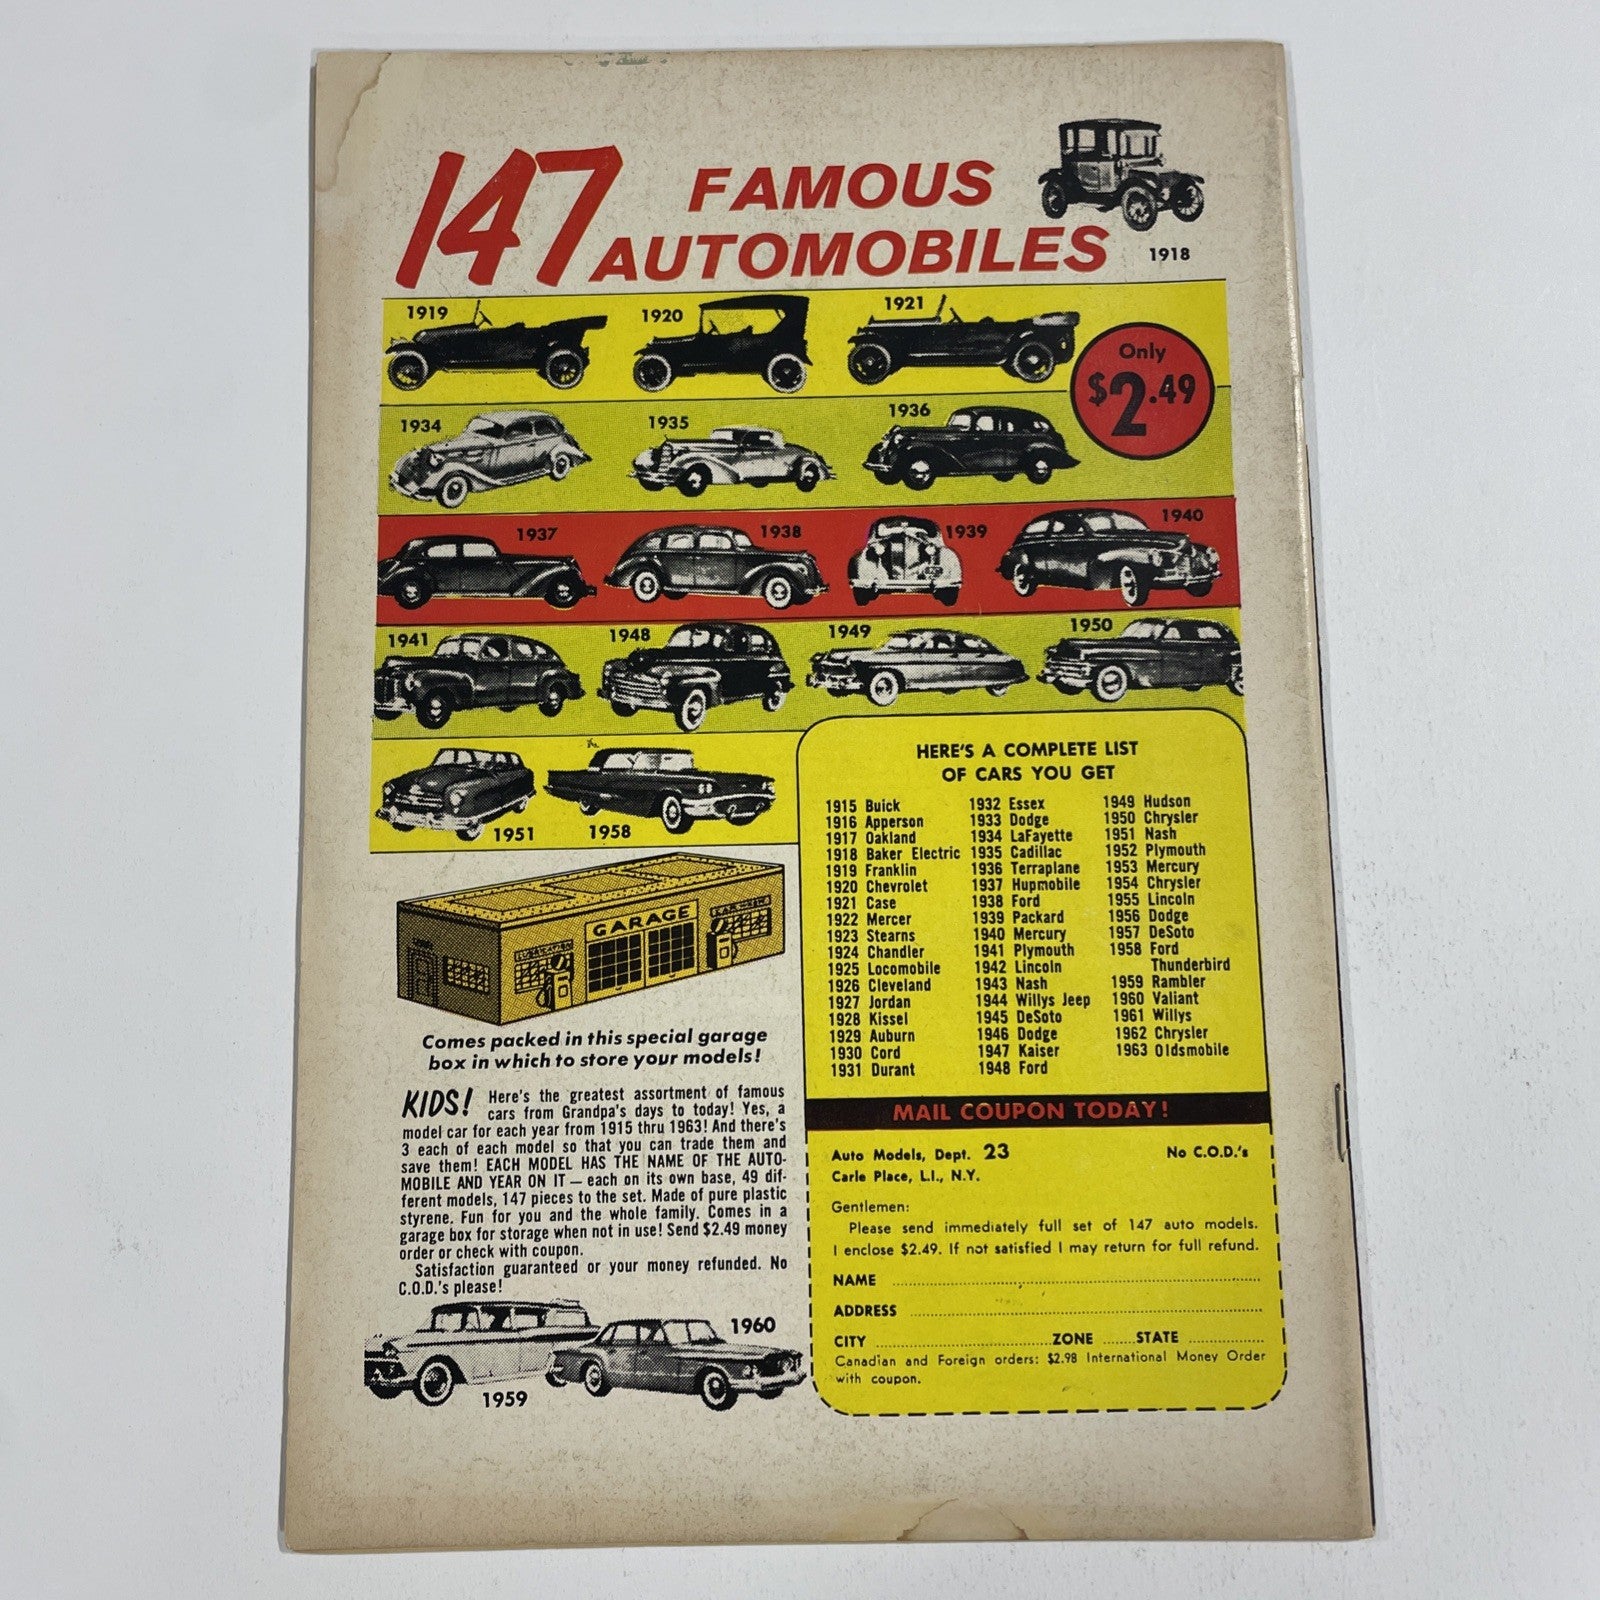 147 FAMOUS
AUTOMOBILES
1918
1919
1920
1921
Only
$2.49
1934
1935
1936
1937
1938
1939
1940
1941
1948
1949
1950
1951
1958
HERE'S A COMPLETE LIST
OF CARS YOU GET
1915 Buick
1916 Apperson
1917 Oakland
1918 Baker Electric
1919 Franklin
1920 Chevrolet
1921 Case
1922 Mercer
1923 Stearns
1924 Chandler
1925 Locomobile
1926 Cleveland
1927 Jordan
1928 Kissel
1929 Auburn
1930 Cord
1931 Durant
1932 Essex
1933 Dodge
1934 LaFayette
1935 Cadillac
1936 Terraplane
1937 Hupmobile
1938 Ford
1939 Packard
1940 Mercury
1941 Plymouth
1942 Lincoln
1943 Nash
1944 Willys Jeep
1945 DeSoto
1946 Dodge
1947 Kaiser
1948 Ford
1949 Hudson
1950 Chrysler
1951 Nash
1952 Plymouth
1953 Mercury
1954 Chrysler
1955 Lincoln
1956 Dodge
1957 DeSoto
1958 Ford
Thunderbird
1959 Rambler
1960 Valiant
1961 Willys
1962 Chrysler
1963 Oldsmobile
LUBRICATION
GARAGE
Comes packed in this special garage
box in which to store your models!
KIDS! Here's the greatest assortment of famous
cars from Grandpa's days to today! Yes, a
model car for each year from 1915 thru 1963! And there's
3 each of each model so that you can trade them and
save them! EACH MODEL HAS THE NAME OF THE AUTO-
MOBILE AND YEAR ON IT — each on its own base, 49 dif-
ferent models, 147 pieces to the set. Made of pure plastic
styrene. Fun for you and the whole family. Comes in a
garage box for storage when not in use! Send $2.49 money
order or check with coupon.
Satisfaction guaranteed or your money refunded. No
C.O.D.'s please!
1959
1960
MAIL COUPON TODAY!
Auto Models, Dept. 23 No C.O.D.'s
Carle Place, L.I., N.Y.
Gentlemen:
Please send immediately full set of 147 auto models.
I enclose $2.49. If not satisfied I may return for full refund.
NAME
ADDRESS
CITY ZONE STATE
Canadian and Foreign orders: $2.98 International Money Order
with coupon.